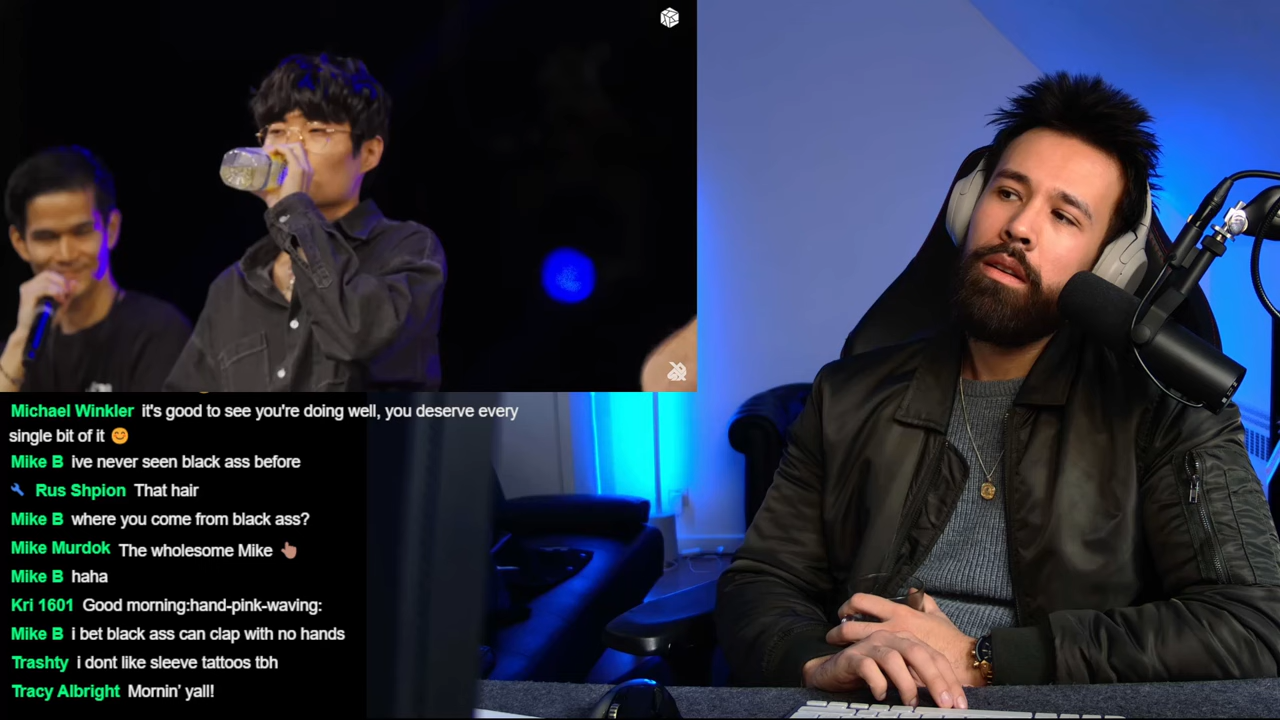 Michael Winkler it's good to see you're doing well, you deserve every
single bit of it 😊
Mike B ive never seen black ass before
Rus Shpion That hair
Mike B where you come from black ass?
Mike Murdok The wholesome Mike 👆🏽
Mike B haha
Kri 1601 Good morning:hand-pink-waving:
Mike B i bet black ass can clap with no hands
Trashty i dont like sleeve tattoos tbh
Tracy Albright Mornin' yall!